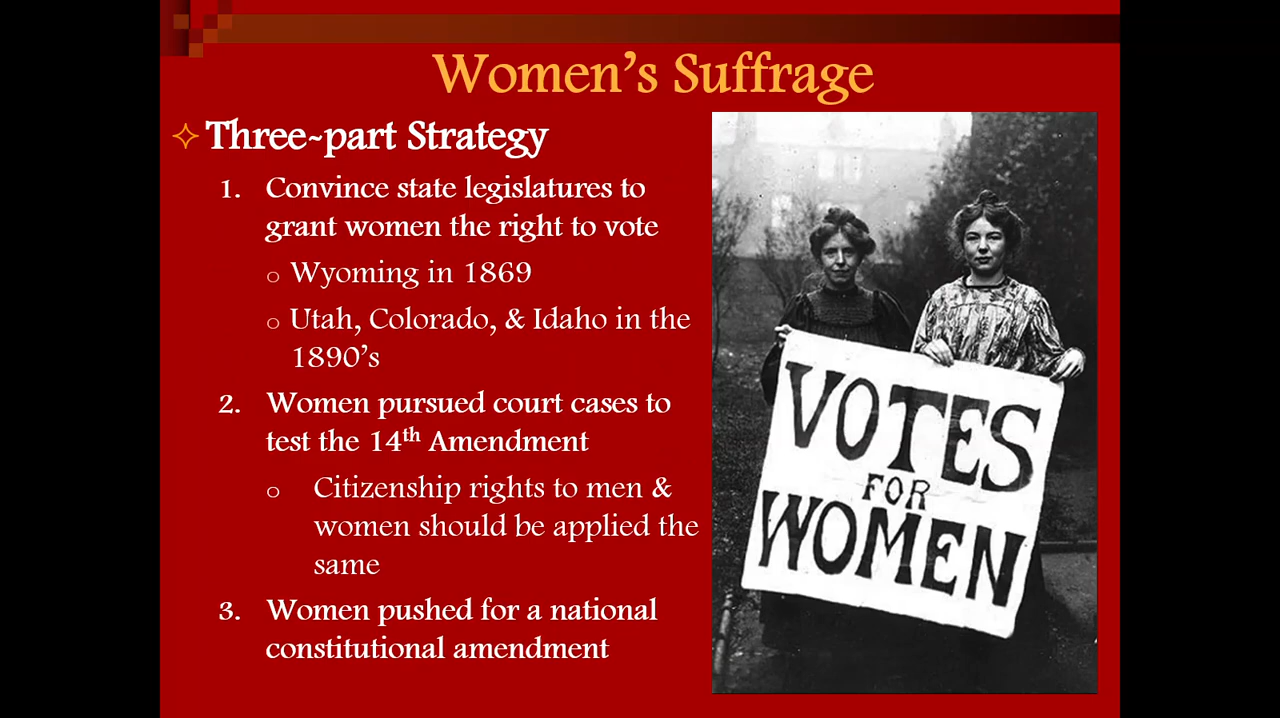 Women’s Suffrage
Three-part Strategy
1. Convince state legislatures to
grant women the right to vote
o Wyoming in 1869
o Utah, Colorado, & Idaho in the
1890’s
2. Women pursued court cases to
test the 14th Amendment
o Citizenship rights to men &
women should be applied the
same
3. Women pushed for a national
constitutional amendment
VOTES
FOR
WOMEN